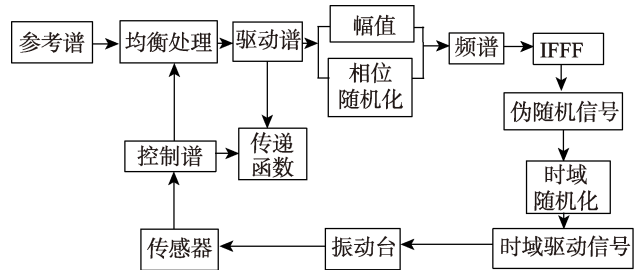 参考谱
均衡处理
驱动谱
幅值
相位
随机化
频谱
IFFF
伪随机信号
时域
随机化
时域驱动信号
振动台
传感器
控制谱
传递
函数